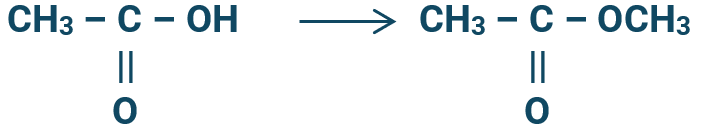 CH₃ – C – OH → CH₃ – C – OCH₃
|| ||
O O